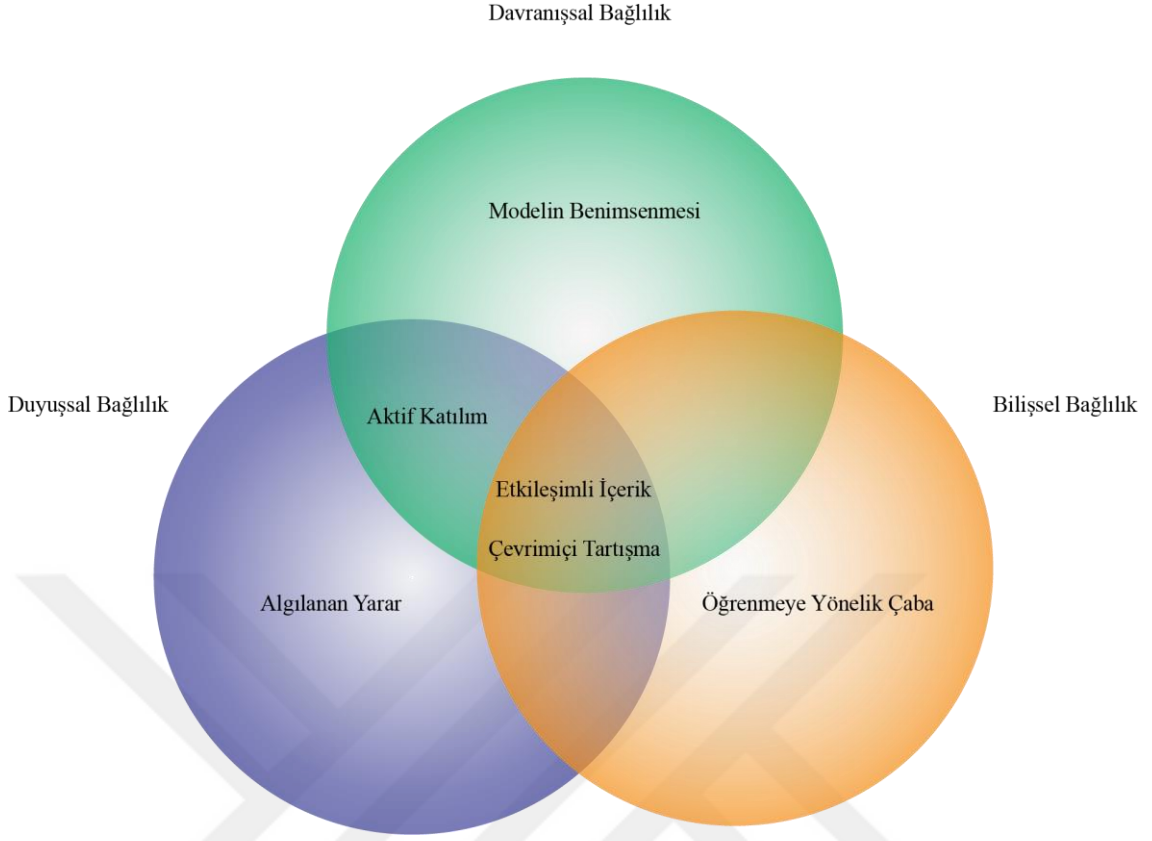 Davranışsal Bağlılık
Modelin Benimsenmesi
Duyuşsal Bağlılık
Bilişsel Bağlılık
Aktif Katılım
Etkileşimli İçerik
Çevrimiçi Tartışma
Algılanan Yarar
Öğrenmeye Yönelik Çaba